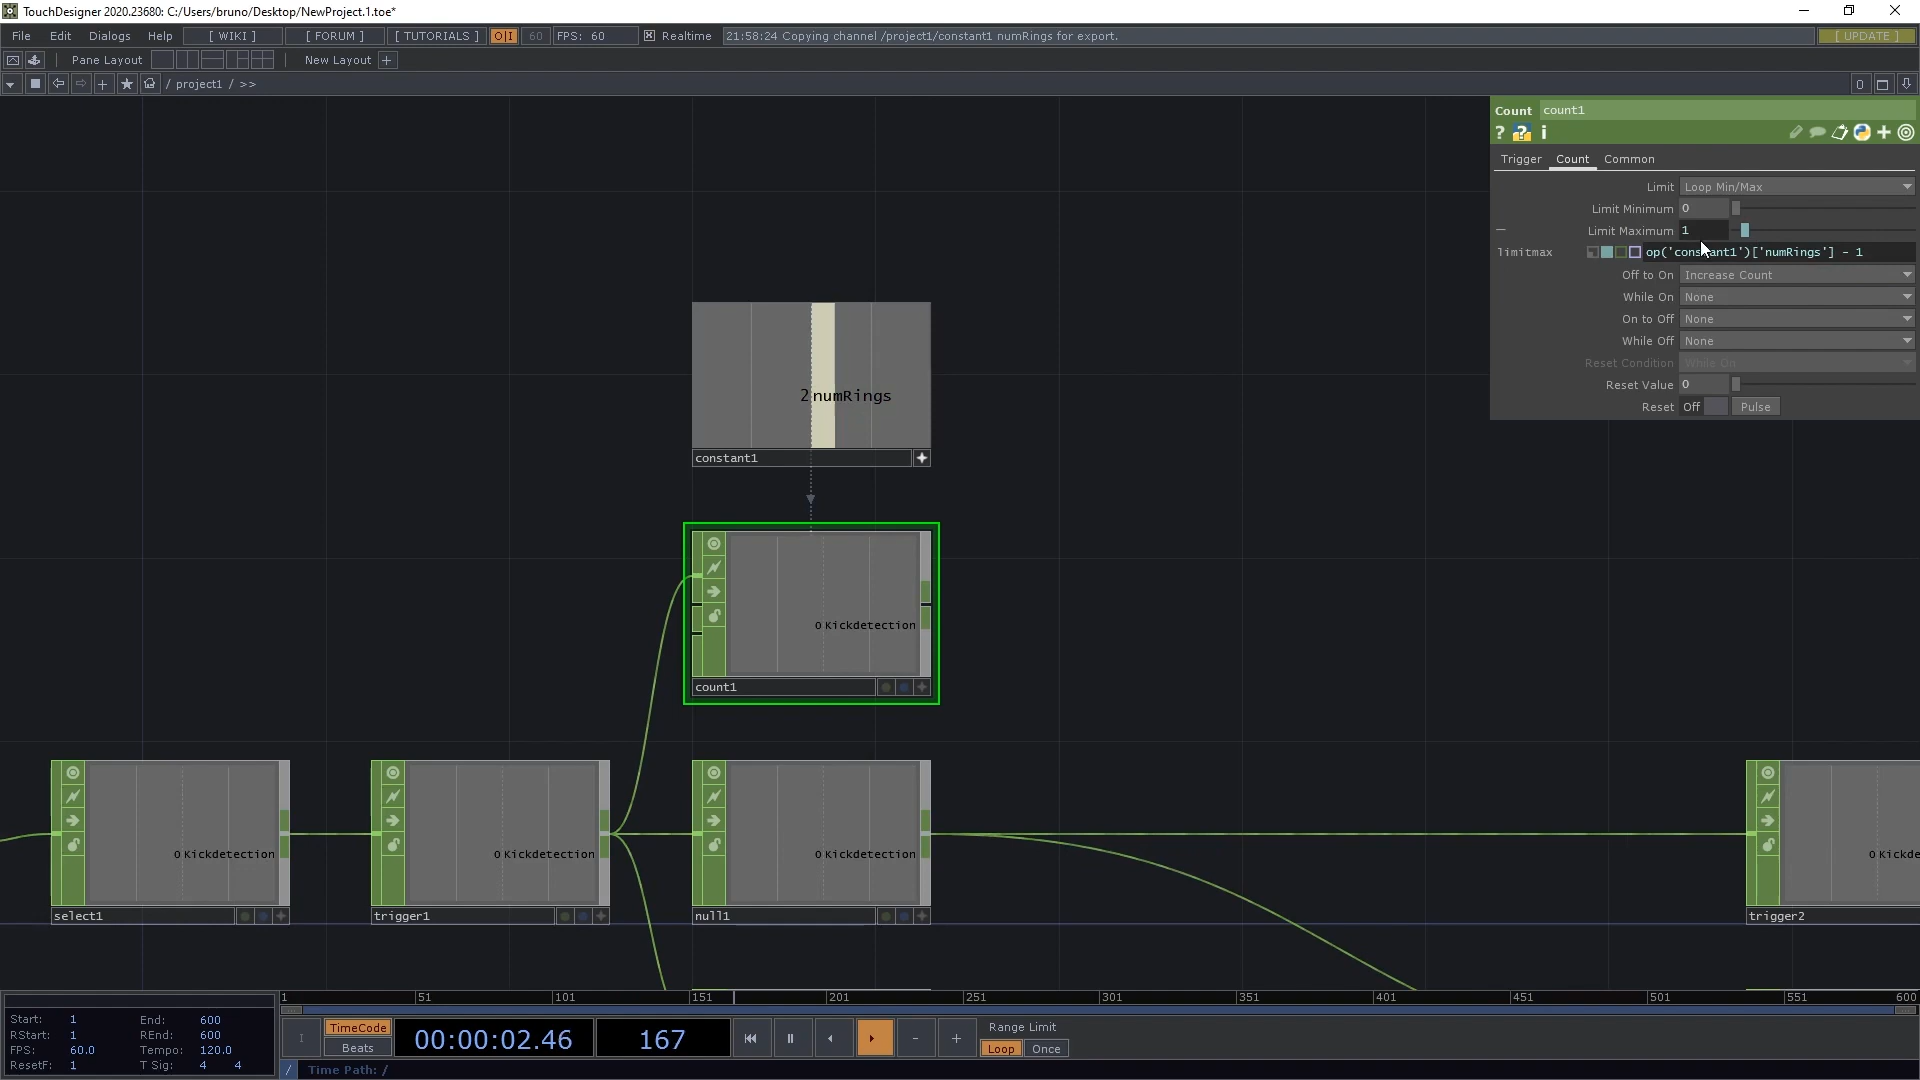 TouchDesigner 2020.23680: C:/Users/bruno/Desktop/NewProject.1.toe*
File Edit Dialogs Help [ WIKI ] [ FORUM ] [ TUTORIALS ] O|I 60 FPS: 60 Realtime 21:58:24 Copying channel /project1/constant1 numRings for export. [ UPDATE ]
Pane Layout New Layout +
/ project1 / >> 0
Count count1
? ? i
Trigger Count Common
Limit Loop Min/Max
Limit Minimum 0
Limit Maximum 1
limitmax op('constant1')['numRings'] - 1
Off to On Increase Count
While On None
On to Off None
While Off None
Reset Condition While On
Reset Value 0
Reset Off Pulse
2 numRings
constant1
0 Kickdetection
count1
0 Kickdetection
select1
0 Kickdetection
trigger1
0 Kickdetection
null1
0 Kickde
trigger2
1 51 101 151 201 251 301 351 401 451 501 551 600
Start: 1 End: 600
RStart: 1 REnd: 600
FPS: 60.0 Tempo: 120.0
ResetF: 1 T Sig: 4 4
I TimeCode Beats
00:00:02.46 167
- +
Range Limit
Loop Once
/ Time Path: /